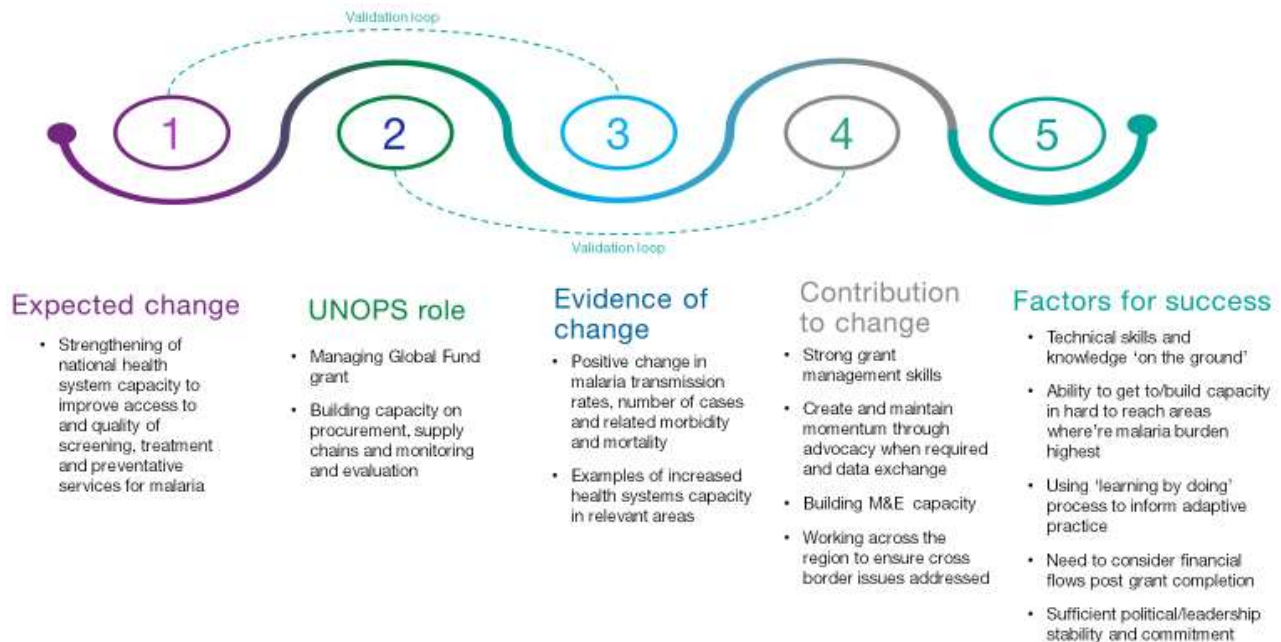 Validation loop
1
2
3
4
5
Validation loop
Expected change
• Strengthening of
national health
system capacity to
improve access to
and quality of
screening, treatment
and preventative
services for malaria
UNOPS role
• Managing Global Fund
grant
• Building capacity on
procurement, supply
chains and monitoring
and evaluation
Evidence of
change
• Positive change in
malaria transmission
rates, number of cases
and related morbidity
and mortality
• Examples of increased
health systems capacity
in relevant areas
Contribution
to change
• Strong grant
management skills
• Create and maintain
momentum through
advocacy when required
and data exchange
• Building M&E capacity
• Working across the
region to ensure cross
border issues addressed
Factors for success
• Technical skills and
knowledge ‘on the ground’
• Ability to get to/build capacity
in hard to reach areas
where’re malaria burden
highest
• Using ‘learning by doing’
process to inform adaptive
practice
• Need to consider financial
flows post grant completion
• Sufficient political/leadership
stability and commitment